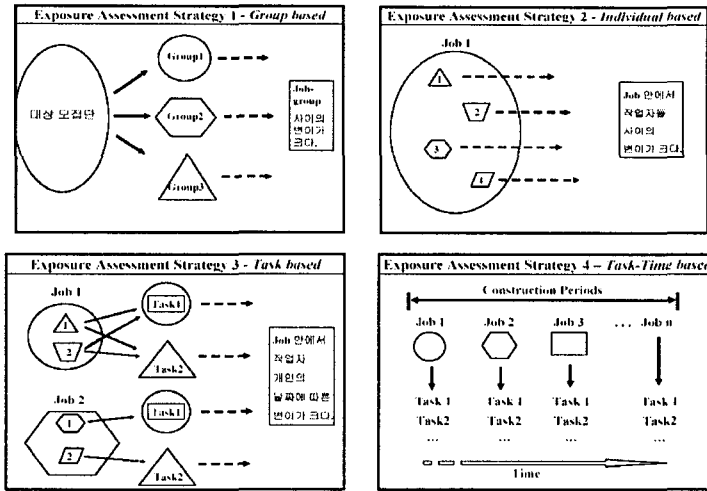 Exposure Assessment Strategy 1 - Group based
대상 모집단
Group1
Group2
Group3
Job-
group
사이의
변이가
크다.
Exposure Assessment Strategy 2 - Individual based
Job 1
1
2
3
4
Job 안에서
작업자들
사이의
변이가 크다.
Exposure Assessment Strategy 3 - Task based
Job 1
1
2
Task1
Task2
Job 2
1
2
Task1
Task2
Job 안에서
작업자
개인의
날짜에 따른
변이가 크다.
Exposure Assessment Strategy 4 – Task-Time based
Construction Periods
Job 1 Job 2 Job 3 … Job n
Task 1 Task 1 Task 1 Task 1
Task2 Task2 Task2 Task2
… … … …
Time